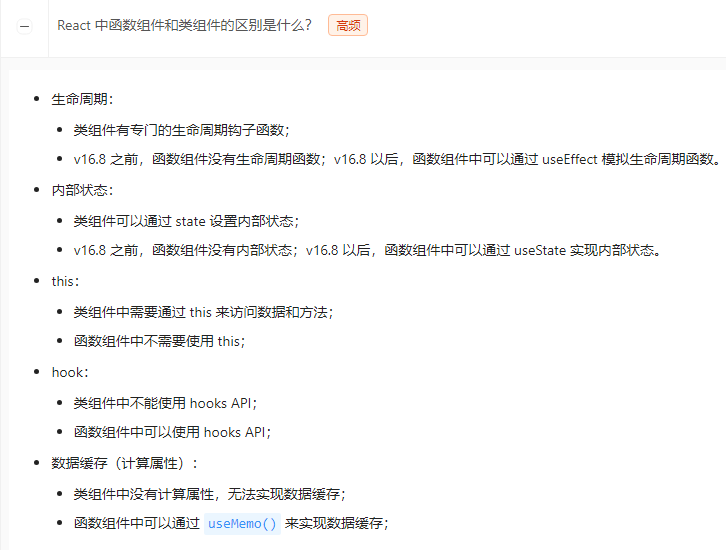 React 中函数组件和类组件的区别是什么？ 高频
生命周期：
类组件有专门的生命周期钩子函数；
v16.8 之前，函数组件没有生命周期函数；v16.8 以后，函数组件中可以通过 useEffect 模拟生命周期函数。
内部状态：
类组件可以通过 state 设置内部状态；
v16.8 之前，函数组件没有内部状态；v16.8 以后，函数组件中可以通过 useState 实现内部状态。
this：
类组件中需要通过 this 来访问数据和方法；
函数组件中不需要使用 this；
hook：
类组件中不能使用 hooks API；
函数组件中可以使用 hooks API；
数据缓存（计算属性）：
类组件中没有计算属性，无法实现数据缓存；
函数组件中可以通过 useMemo() 来实现数据缓存；